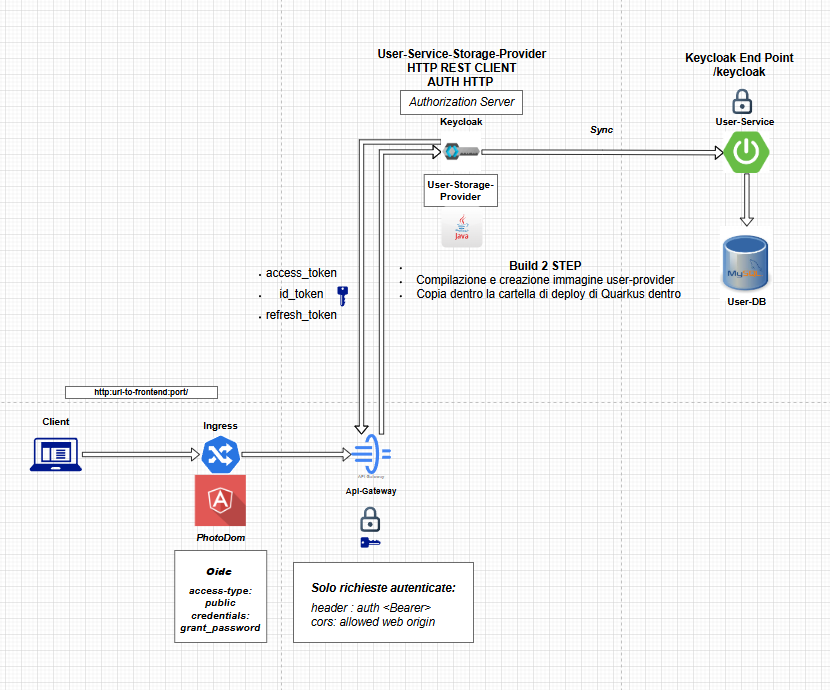 User-Service-Storage-Provider
HTTP REST CLIENT
AUTH HTTP
Authorization Server
Keycloak
User-Storage-
Provider
Java
Sync
Keycloak End Point
/keycloak
User-Service
MySQL
User-DB
Build 2 STEP
Compilazione e creazione immagine user-provider
Copia dentro la cartella di deploy di Quarkus dentro
access_token
id_token
refresh_token
http:url-to-frontend:port/
Client
Ingress
PhotoDom
Oidc
access-type:
public
credentials:
grant_password
API Gateway
Api-Gateway
Solo richieste autenticate:
header : auth <Bearer>
cors: allowed web origin